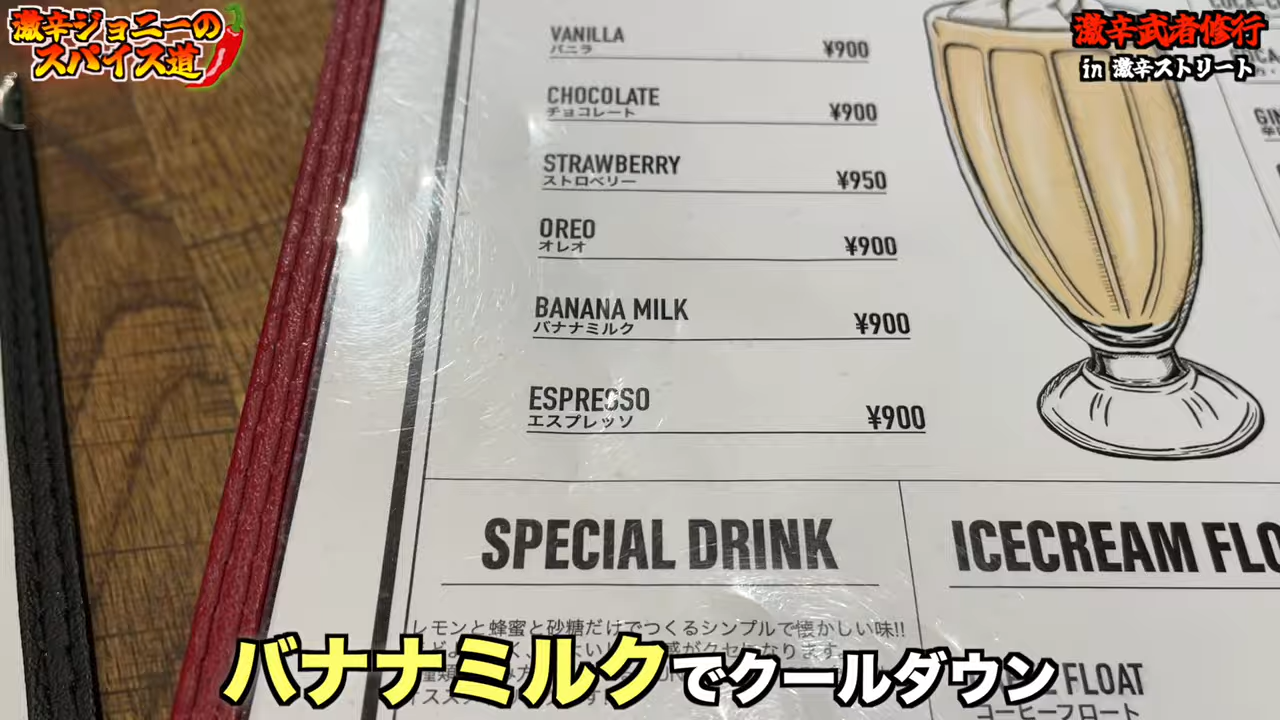 激辛ジョニーの
スパイス道
激辛武者修行
in 激辛ストリート
VANILLA
バニラ
¥900
CHOCOLATE
チョコレート
¥900
STRAWBERRY
ストロベリー
¥950
OREO
オレオ
¥900
BANANA MILK
バナナミルク
¥900
ESPRESSO
エスプレッソ
¥900
SPECIAL DRINK
レモンと蜂蜜と砂糖だけでつくるシンプルで懐かしい味!!
ICECREAM FLO
FLOAT
コーヒーフロート
バナナミルクでクールダウン